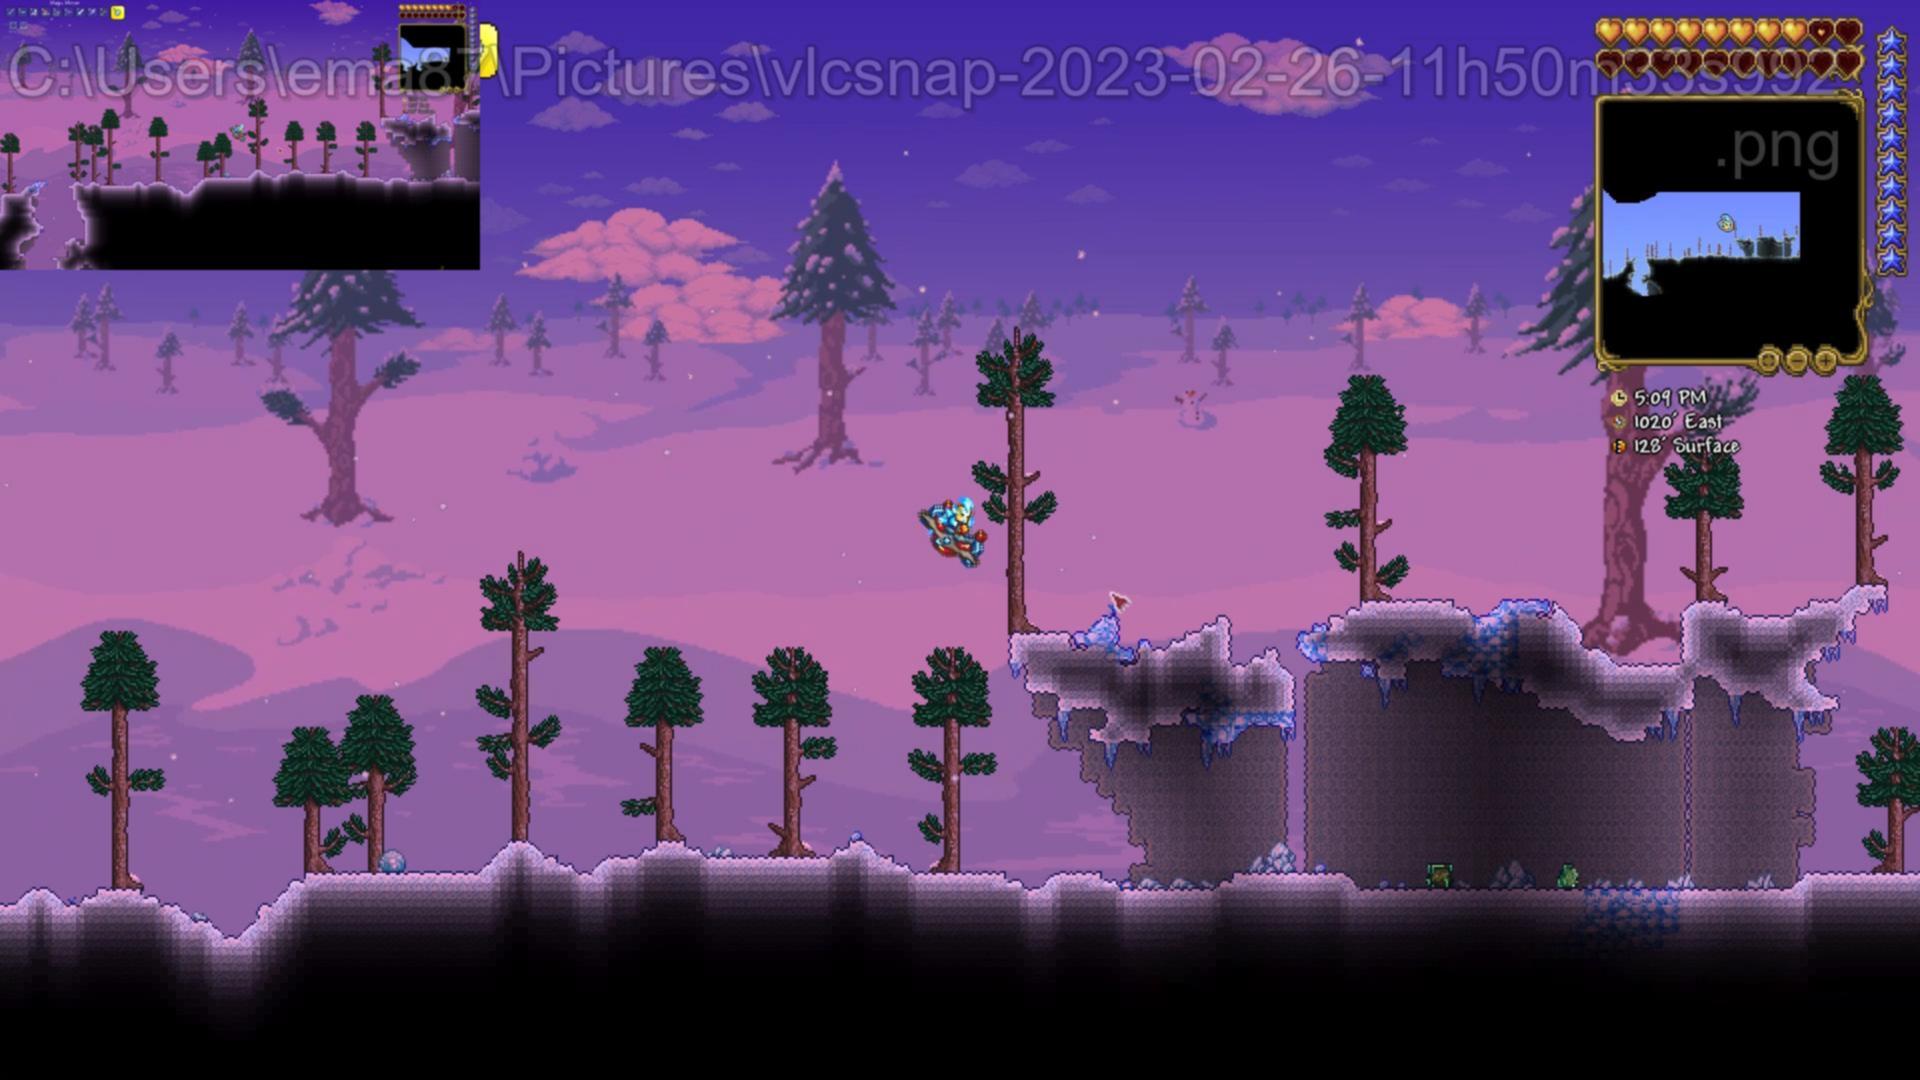 C:\Users\ema87\Pictures\vlcsnap-2023-02-26-11h50m33s992
.png
5:09 PM
1020' East
128' Surface